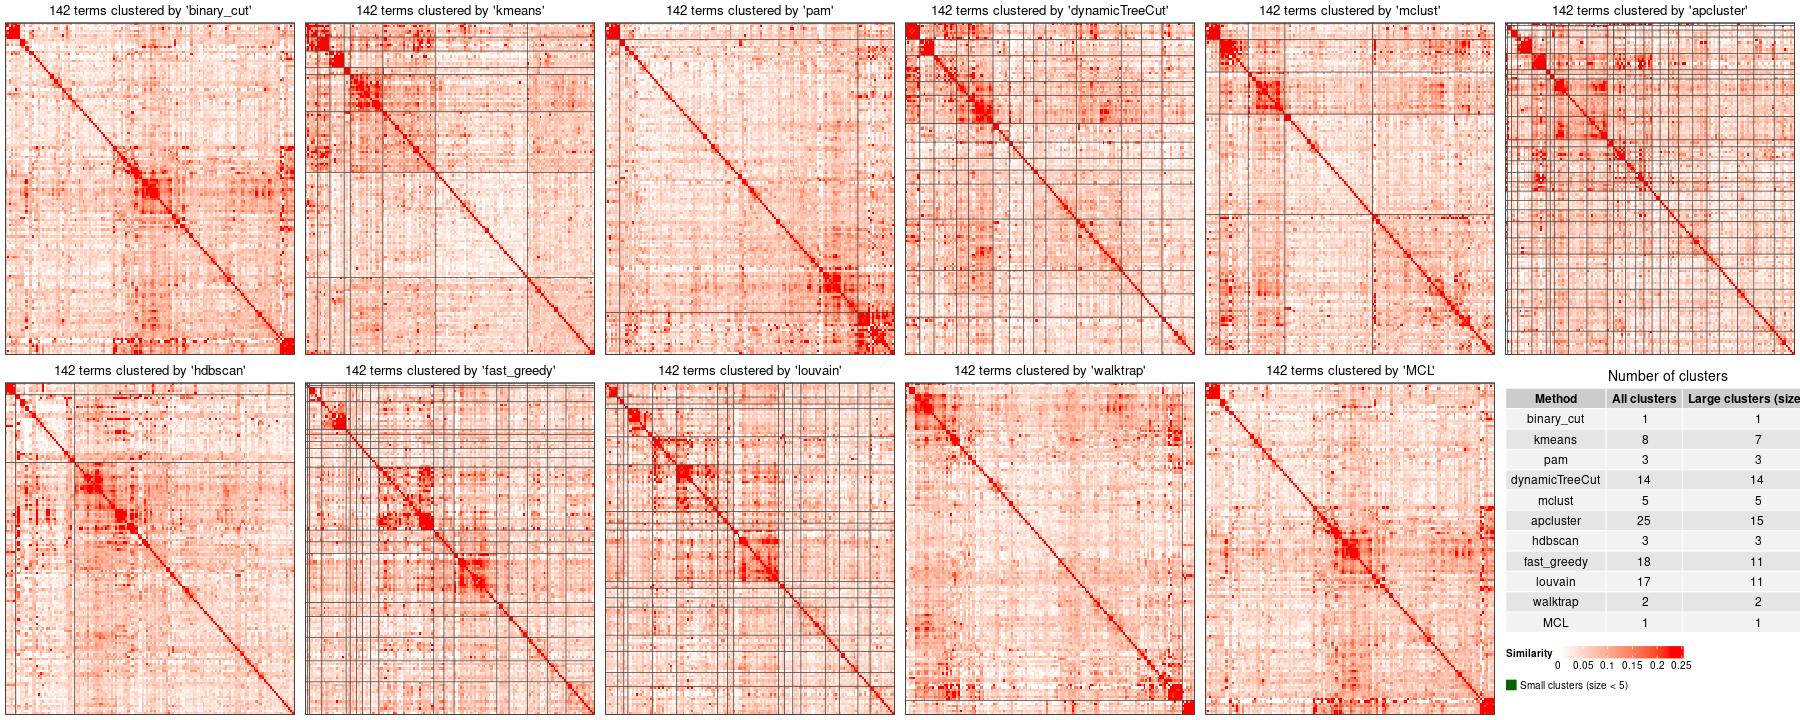 142 terms clustered by 'binary_cut'
142 terms clustered by 'kmeans'
142 terms clustered by 'pam'
142 terms clustered by 'dynamicTreeCut'
142 terms clustered by 'mclust'
142 terms clustered by 'apcluster'
142 terms clustered by 'hdbscan'
142 terms clustered by 'fast_greedy'
142 terms clustered by 'louvain'
142 terms clustered by 'walktrap'
142 terms clustered by 'MCL'
Number of clusters
Method All clusters Large clusters (size
binary_cut 1 1
kmeans 8 7
pam 3 3
dynamicTreeCut 14 14
mclust 5 5
apcluster 25 15
hdbscan 3 3
fast_greedy 18 11
louvain 17 11
walktrap 2 2
MCL 1 1
Similarity
0 0.05 0.1 0.15 0.2 0.25
Small clusters (size < 5)